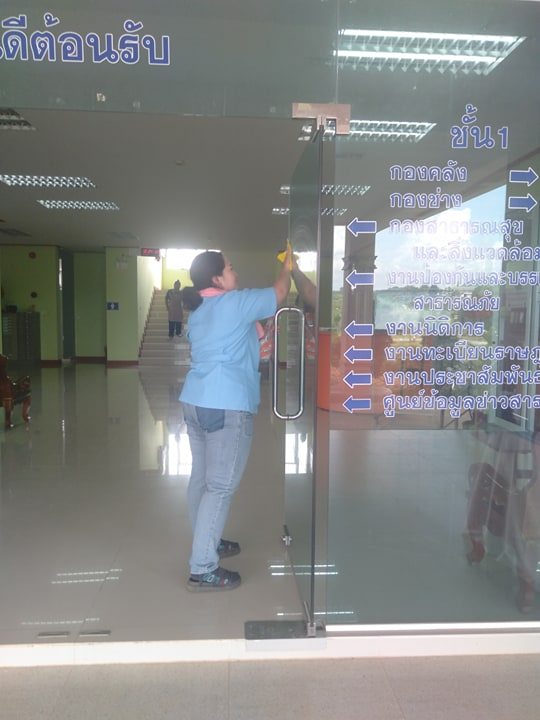 ดีต้อนรับ
ชั้น 1
กองคลัง
กองช่าง
กองสาธารณสุข
และสิ่งแวดล้อม
งานป้องกันและบรร
สาธารณภัย
งานนิติการ
งานทะเบียนราษฎ
งานประชาสัมพันธ
ศูนย์ข้อมูลข่าวสาร